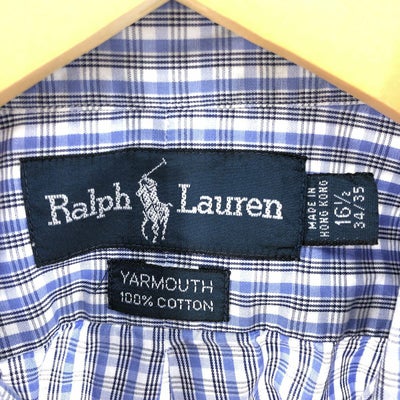 Ralph Lauren
MADE IN
HONG KONG
16½
34/35
YARMOUTH
100% COTTON